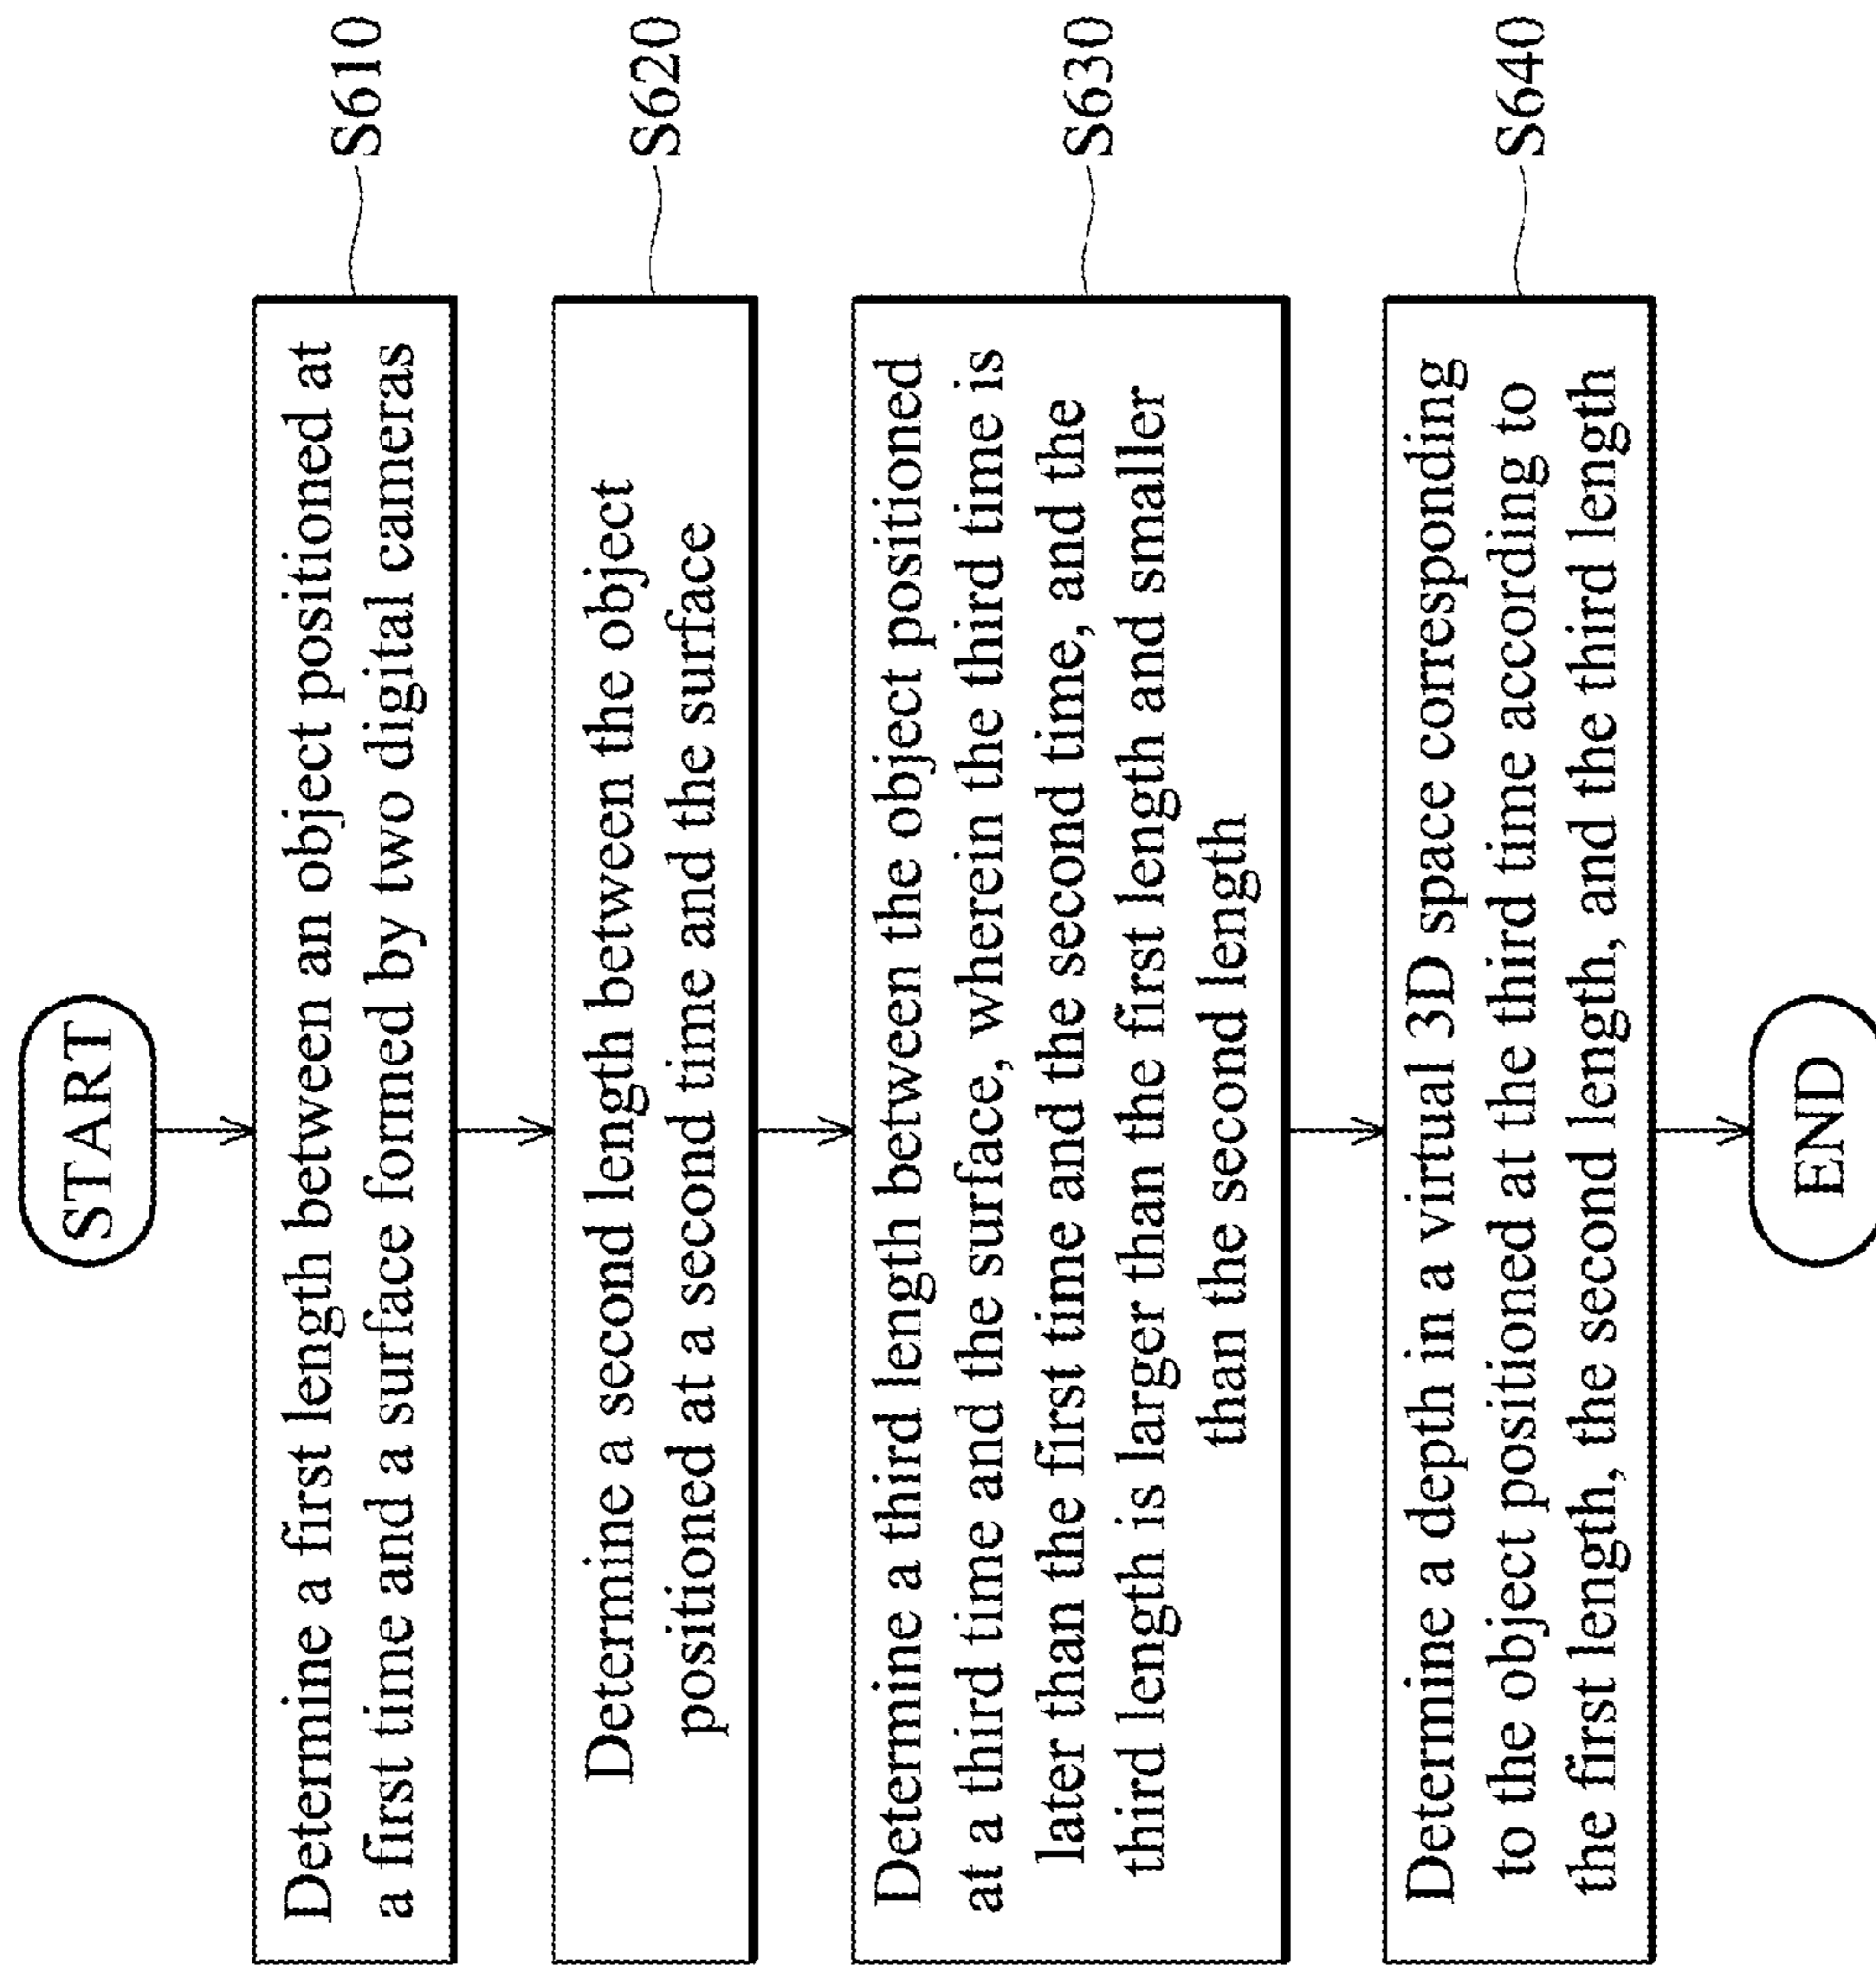 START
Determine a first length between an object positioned at
a first time and a surface formed by two digital cameras
S610
Determine a second length between the object
positioned at a second time and the surface
S620
Determine a third length between the object positioned
at a third time and the surface, wherein the third time is
later than the first time and the second time, and the
third length is larger than the first length and smaller
than the second length
S630
Determine a depth in a virtual 3D space corresponding
to the object positioned at the third time according to
the first length, the second length, and the third length
S640
END